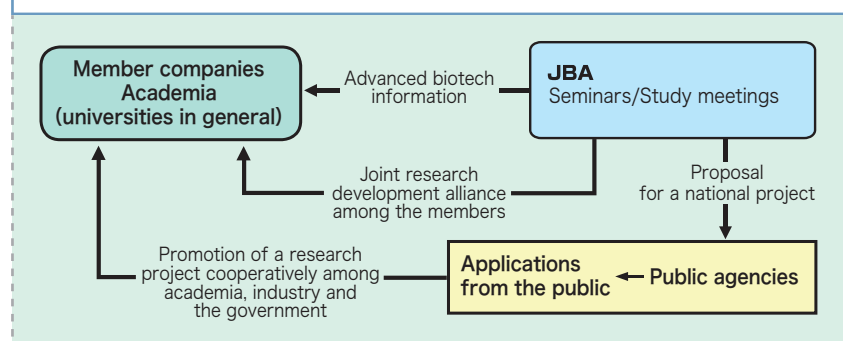 Member companies
Academia
(universities in general)
Advanced biotech
information
JBA
Seminars/Study meetings
Joint research
development alliance
among the members
Proposal
for a national project
Promotion of a research
project cooperatively among
academia, industry and
the government
Applications
from the public
Public agencies